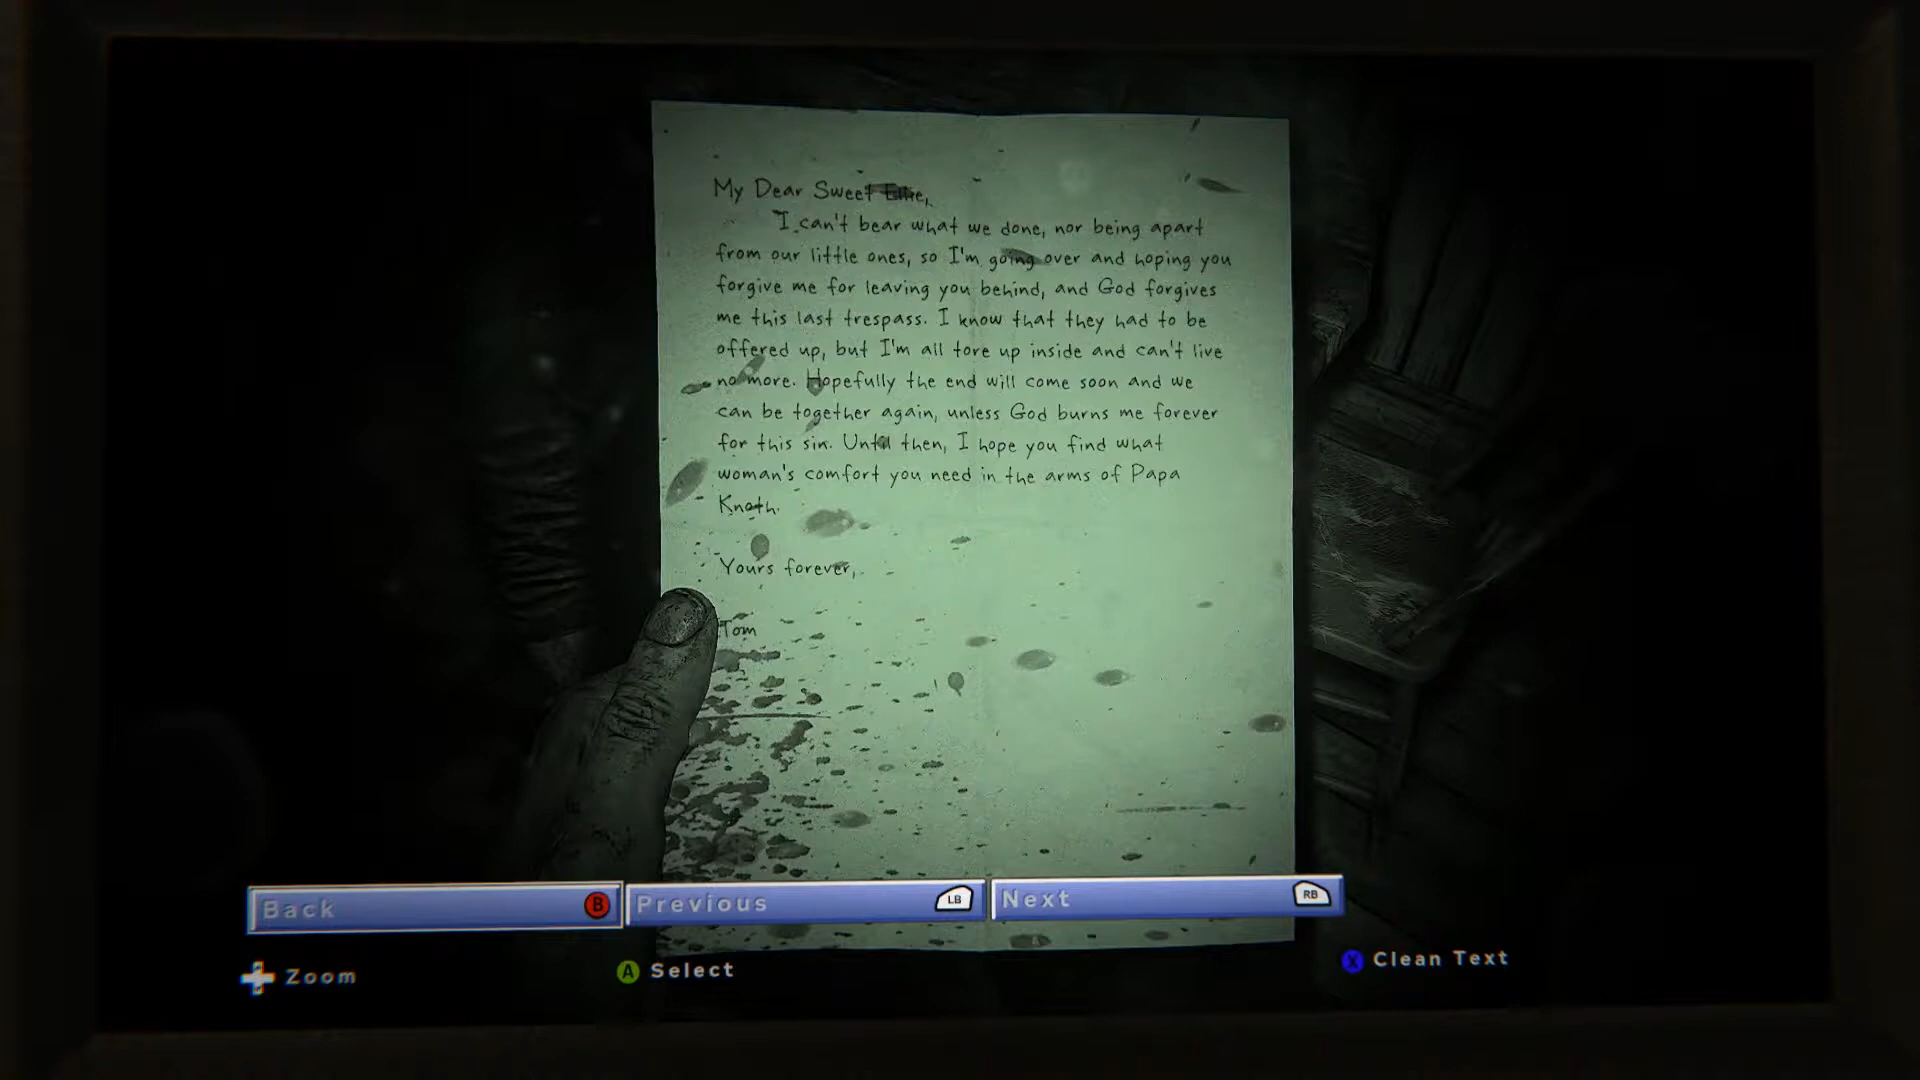 My Dear Sweet Ellie,
I can't bear what we done, nor being apart
from our little ones, so I'm going over and hoping you
forgive me for leaving you behind, and God forgives
me this last trespass. I know that they had to be
offered up, but I'm all tore up inside and can't live
no more. Hopefully the end will come soon and we
can be together again, unless God burns me forever
for this sin. Until then, I hope you find what
woman's comfort you need in the arms of Papa
Knoth.
Yours forever,
Tom
Back B Previous LB Next RB
Zoom A Select X Clean Text